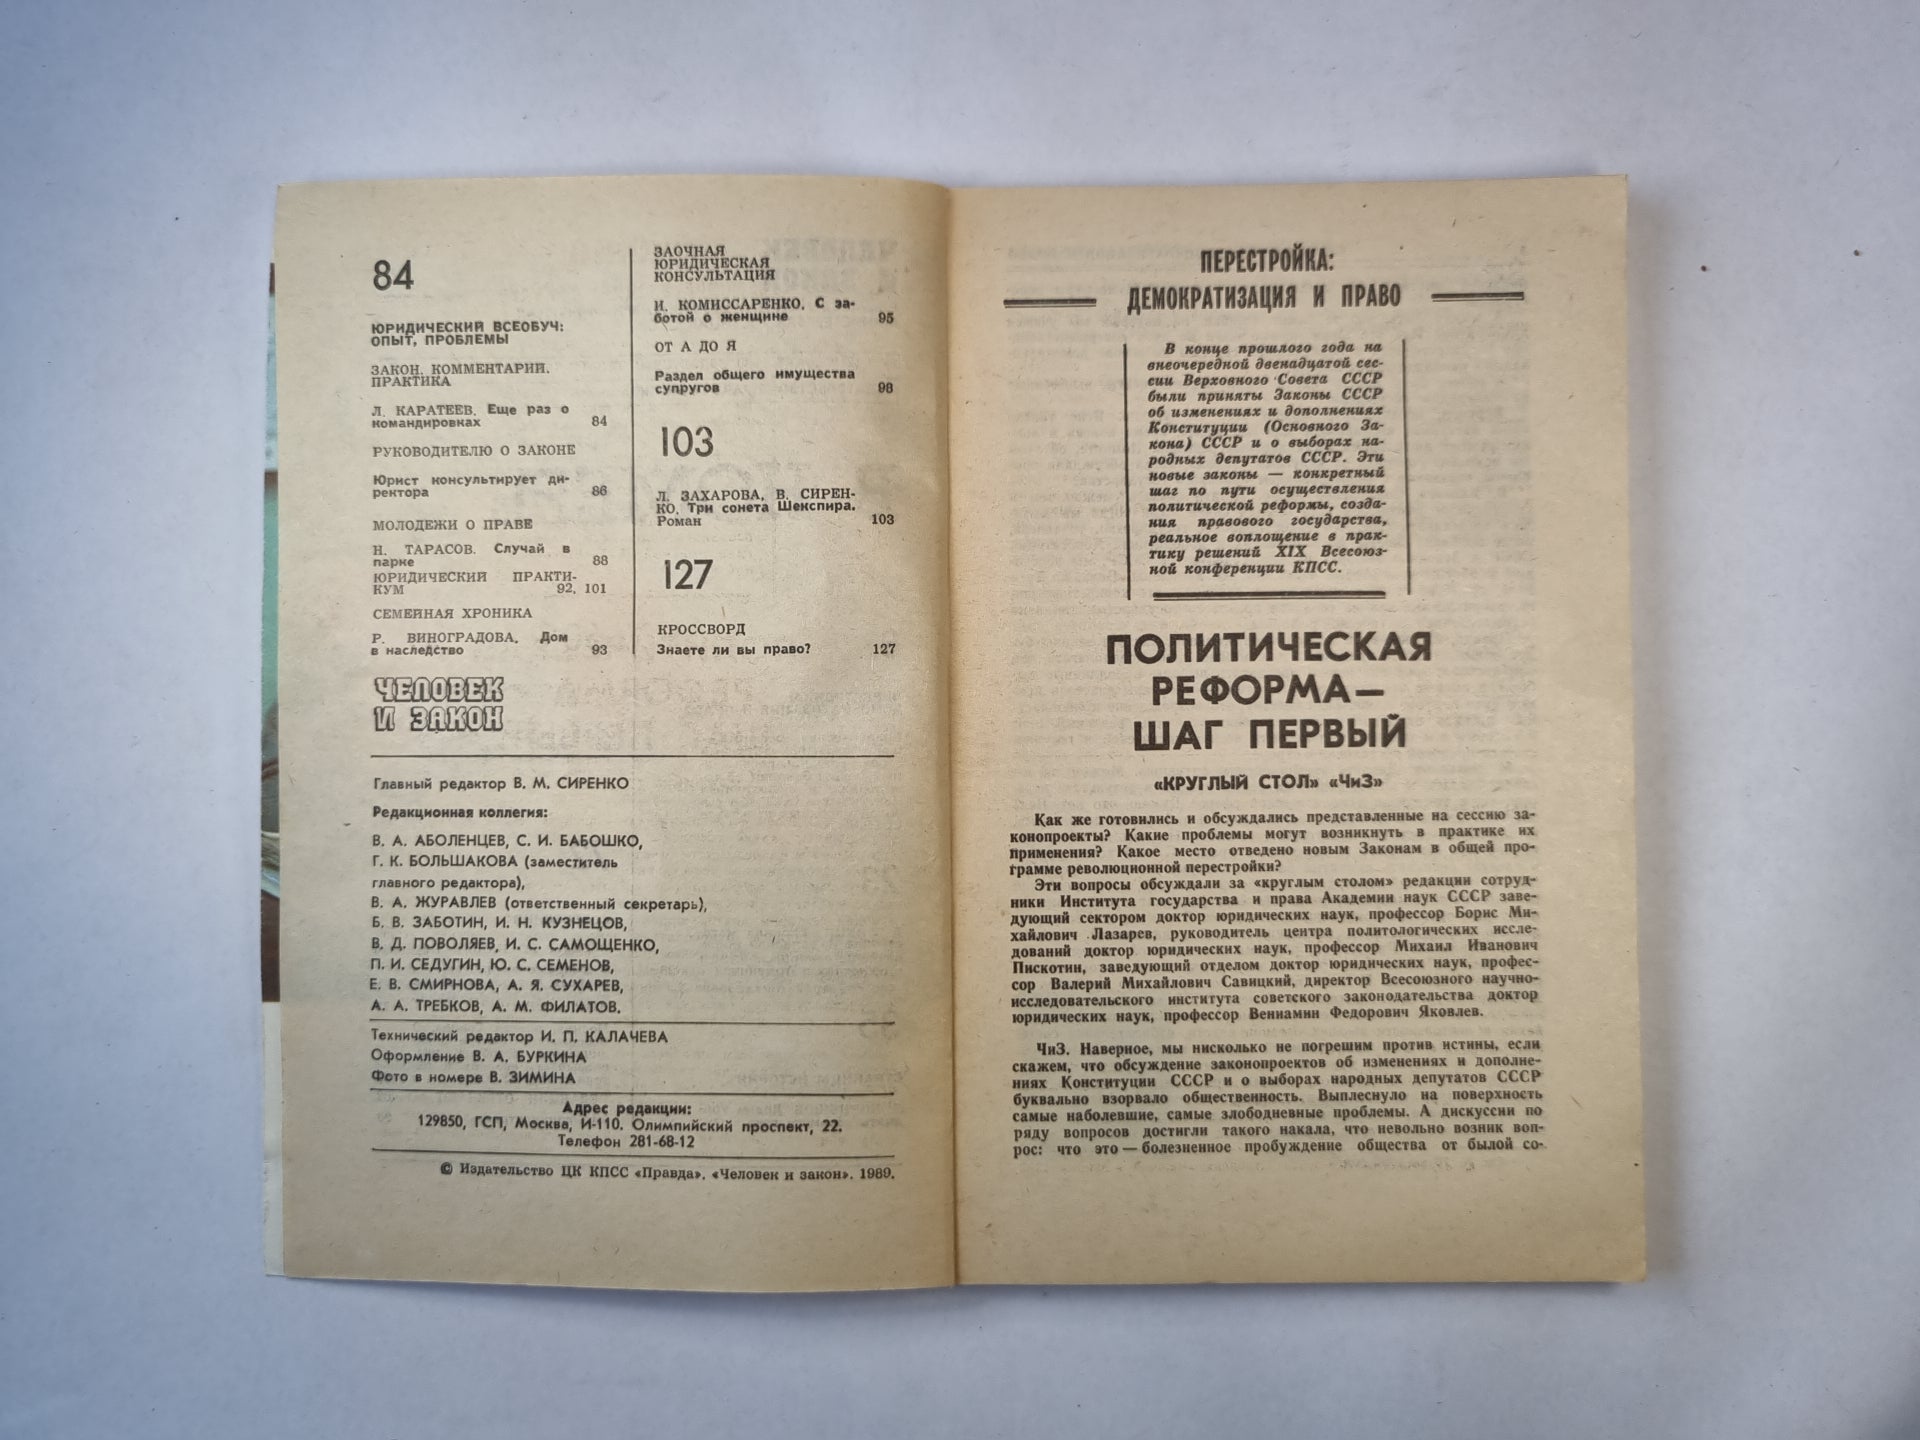 84
ЮРИДИЧЕСКИЙ ВСЕОБУЧ:
ОПЫТ, ПРОБЛЕМЫ
ЗАКОН. КОММЕНТАРИИ.
ПРАКТИКА
Л. КАРАТЕЕВ. Еще раз о
командировках 84
РУКОВОДИТЕЛЮ О ЗАКОНЕ
Юрист консультирует ди-
ректора 86
МОЛОДЕЖИ О ПРАВЕ
Н. ТАРАСОВ. Случай в
парке 88
ЮРИДИЧЕСКИЙ ПРАКТИ-
КУМ 92, 101
СЕМЕЙНАЯ ХРОНИКА
Р. ВИНОГРАДОВА. Дом
в наследство 93
ЗАОЧНАЯ
ЮРИДИЧЕСКАЯ
КОНСУЛЬТАЦИЯ
И. КОМИССАРЕНКО. С за-
ботой о женщине 95
ОТ А ДО Я
Раздел общего имущества
супругов 98
103
Л. ЗАХАРОВА, В. СИРЕН-
КО. Три сонета Шекспира.
Роман 103
127
КРОССВОРД
Знаете ли вы право? 127
ЧЕЛОВЕК
И ЗАКОН
Главный редактор В. М. СИРЕНКО
Редакционная коллегия:
В. А. АБОЛЕНЦЕВ, С. И. БАБОШКО,
Г. К. БОЛЬШАКОВА (заместитель
главного редактора),
В. А. ЖУРАВЛЕВ (ответственный секретарь),
Б. В. ЗАБОТИН, И. Н. КУЗНЕЦОВ,
В. Д. ПОВОЛЯЕВ, И. С. САМОЩЕНКО,
П. И. СЕДУГИН, Ю. С. СЕМЕНОВ,
Е. В. СМИРНОВА, А. Я. СУХАРЕВ,
А. А. ТРЕБКОВ, А. М. ФИЛАТОВ.
Технический редактор И. П. КАЛАЧЕВА
Оформление В. А. БУРКИНА
Фото в номере В. ЗИМИНА
Адрес редакции:
129850, ГСП, Москва, И-110. Олимпийский проспект, 22.
Телефон 281-68-12
© Издательство ЦК КПСС «Правда». «Человек и закон». 1989.
ПЕРЕСТРОЙКА:
ДЕМОКРАТИЗАЦИЯ И ПРАВО
В конце прошлого года на
внеочередной двенадцатой сес-
сии Верховного Совета СССР
были приняты Законы СССР
об изменениях и дополнениях
Конституции (Основного За-
кона) СССР и о выборах на-
родных депутатов СССР. Эти
новые законы — конкретный
шаг по пути осуществления
политической реформы, созда-
ния правового государства,
реальное воплощение в прак-
тику решений XIX Всесоюз-
ной конференции КПСС.
ПОЛИТИЧЕСКАЯ
РЕФОРМА—
ШАГ ПЕРВЫЙ
«КРУГЛЫЙ СТОЛ» «ЧиЗ»
Как же готовились и обсуждались представленные на сессию за-
конопроекты? Какие проблемы могут возникнуть в практике их
применения? Какое место отведено новым Законам в общей про-
грамме революционной перестройки?
Эти вопросы обсуждали за «круглым столом» редакции сотруд-
ники Института государства и права Академии наук СССР заве-
дующий сектором доктор юридических наук, профессор Борис Ми-
хайлович Лазарев, руководитель центра политологических иссле-
дований доктор юридических наук, профессор Михаил Иванович
Пискотин, заведующий отделом доктор юридических наук, профес-
сор Валерий Михайлович Савицкий, директор Всесоюзного научно-
исследовательского института советского законодательства доктор
юридических наук, профессор Вениамин Федорович Яковлев.
ЧиЗ. Наверное, мы нисколько не погрешим против истины, если
скажем, что обсуждение законопроектов об изменениях и дополне-
ниях Конституции СССР и о выборах народных депутатов СССР
буквально взорвало общественность. Выплеснуло на поверхность
самые наболевшие, самые злободневные проблемы. А дискуссии по
ряду вопросов достигли такого накала, что невольно возник воп-
рос: что это — болезненное пробуждение общества от былой со-